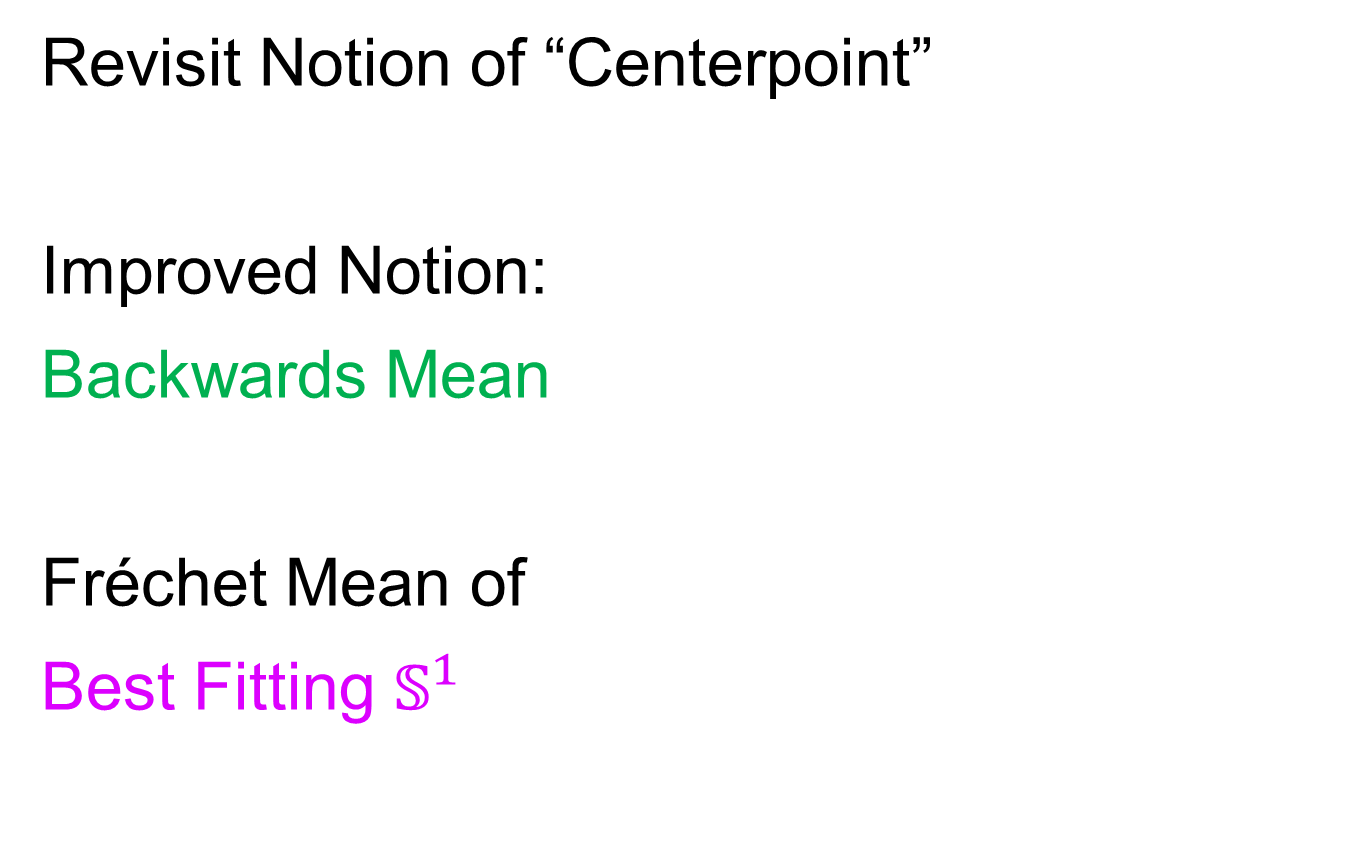 Revisit Notion of “Centerpoint”
Improved Notion:
Backwards Mean
Fréchet Mean of
Best Fitting 𝕊¹